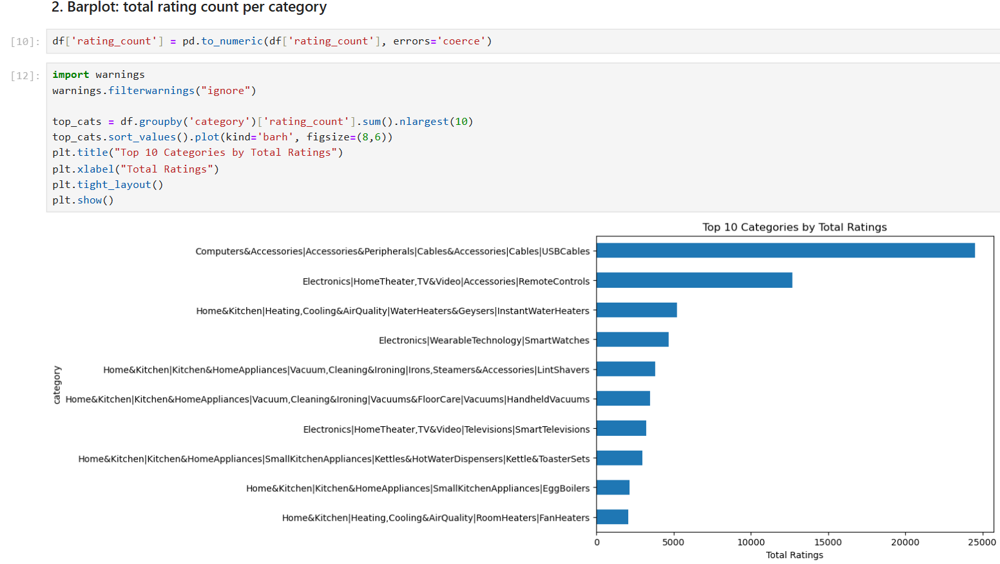 2. Barplot: total rating count per category
[10]:
df['rating_count'] = pd.to_numeric(df['rating_count'], errors='coerce')
[12]:
import warnings
warnings.filterwarnings("ignore")
top_cats = df.groupby('category')['rating_count'].sum().nlargest(10)
top_cats.sort_values().plot(kind='barh', figsize=(8,6))
plt.title("Top 10 Categories by Total Ratings")
plt.xlabel("Total Ratings")
plt.tight_layout()
plt.show()
Top 10 Categories by Total Ratings
Computers&Accessories|Accessories&Peripherals|Cables&Accessories|Cables|USBCables
Electronics|HomeTheater,TV&Video|Accessories|RemoteControls
Home&Kitchen|Heating,Cooling&AirQuality|WaterHeaters&Geysers|InstantWaterHeaters
Electronics|WearableTechnology|SmartWatches
Home&Kitchen|Kitchen&HomeAppliances|Vacuum,Cleaning&Ironing|Irons,Steamers&Accessories|LintShavers
Home&Kitchen|Kitchen&HomeAppliances|Vacuum,Cleaning&Ironing|Vacuums&FloorCare|Vacuums|HandheldVacuums
Electronics|HomeTheater,TV&Video|Televisions|SmartTelevisions
Home&Kitchen|Kitchen&HomeAppliances|SmallKitchenAppliances|Kettles&HotWaterDispensers|Kettle&ToasterSets
Home&Kitchen|Kitchen&HomeAppliances|SmallKitchenAppliances|EggBoilers
Home&Kitchen|Heating,Cooling&AirQuality|RoomHeaters|FanHeaters
category
0 5000 10000 15000 20000 25000
Total Ratings